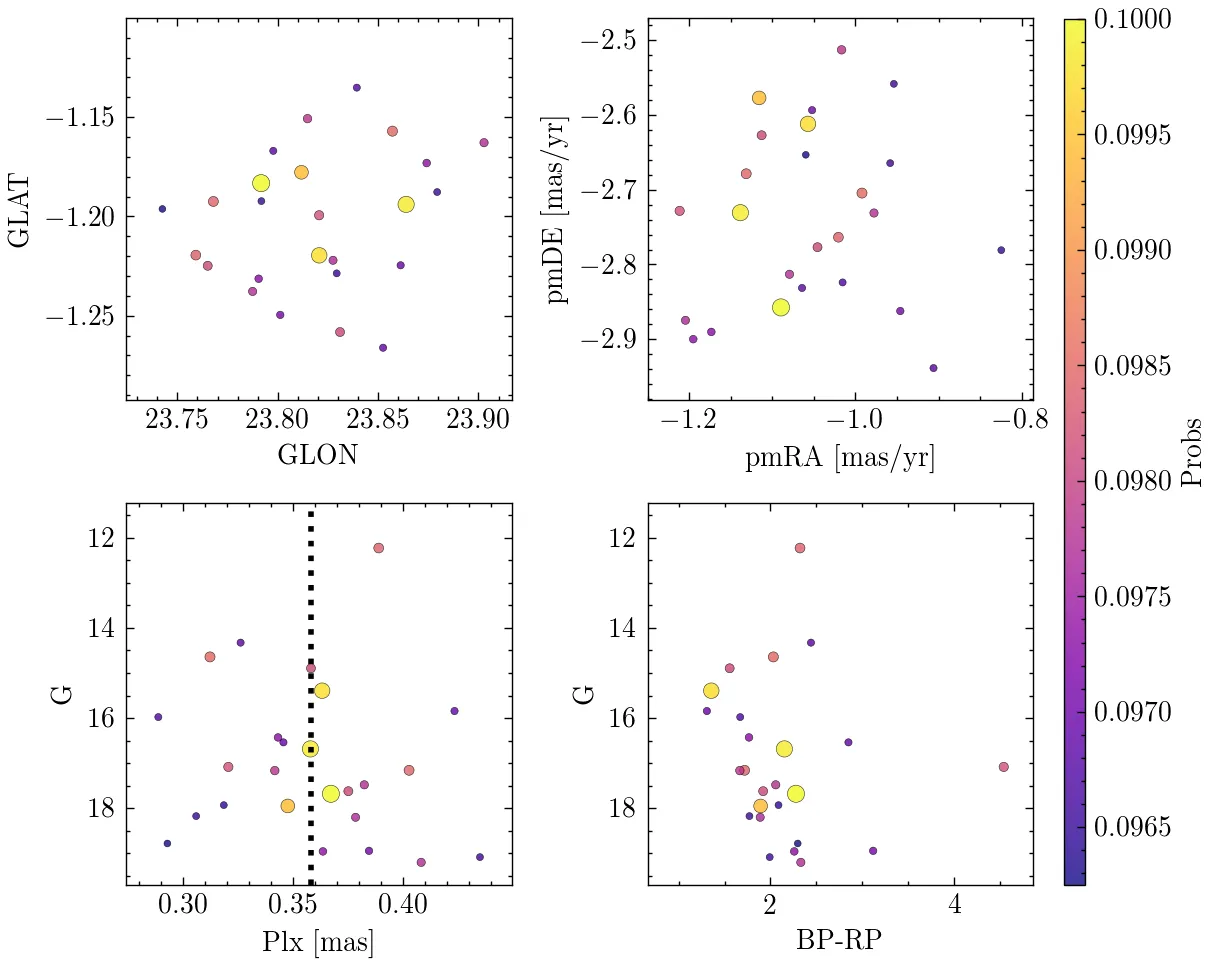 −1.15
−1.20
−1.25
GLAT
23.75 23.80 23.85 23.90
GLON
−2.5
−2.6
−2.7
−2.8
−2.9
pmDE [mas/yr]
−1.2 −1.0 −0.8
pmRA [mas/yr]
12
14
16
18
G
0.30 0.35 0.40
Plx [mas]
12
14
16
18
G
2 4
BP-RP
0.1000
0.0995
0.0990
0.0985
0.0980
0.0975
0.0970
0.0965
Probs